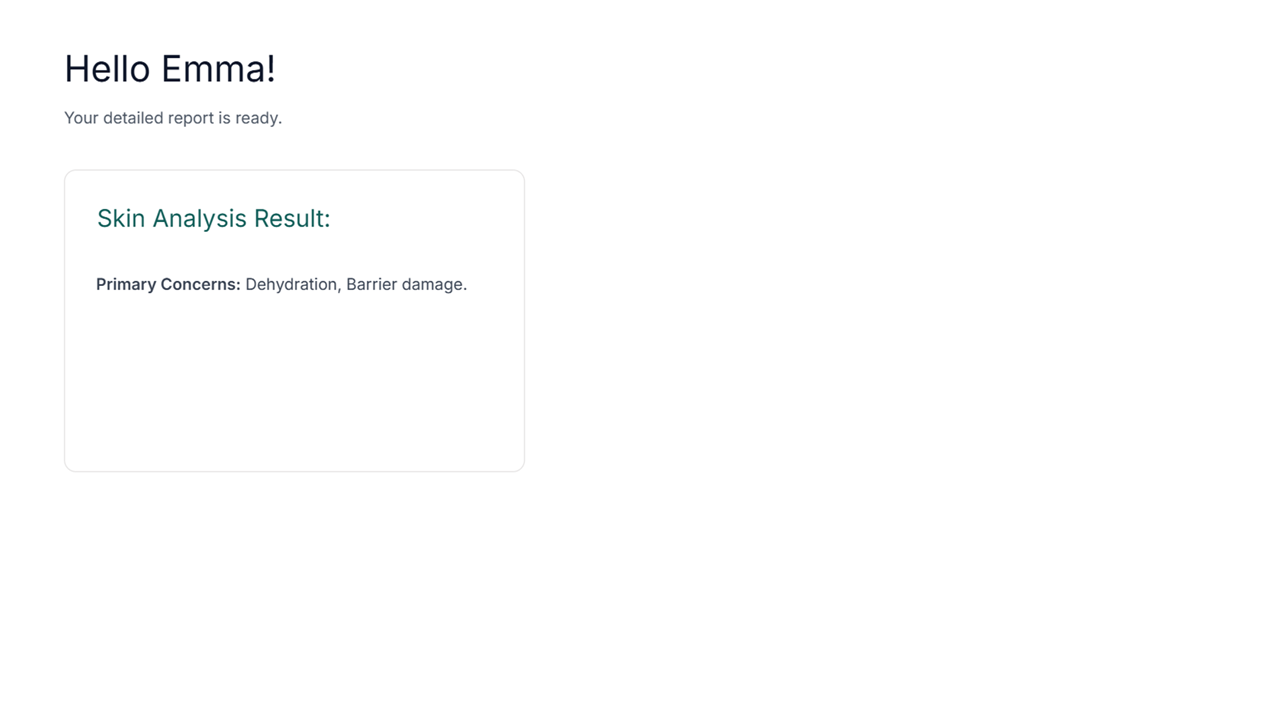 Hello Emma!
Your detailed report is ready.
Skin Analysis Result:
Primary Concerns: Dehydration, Barrier damage.